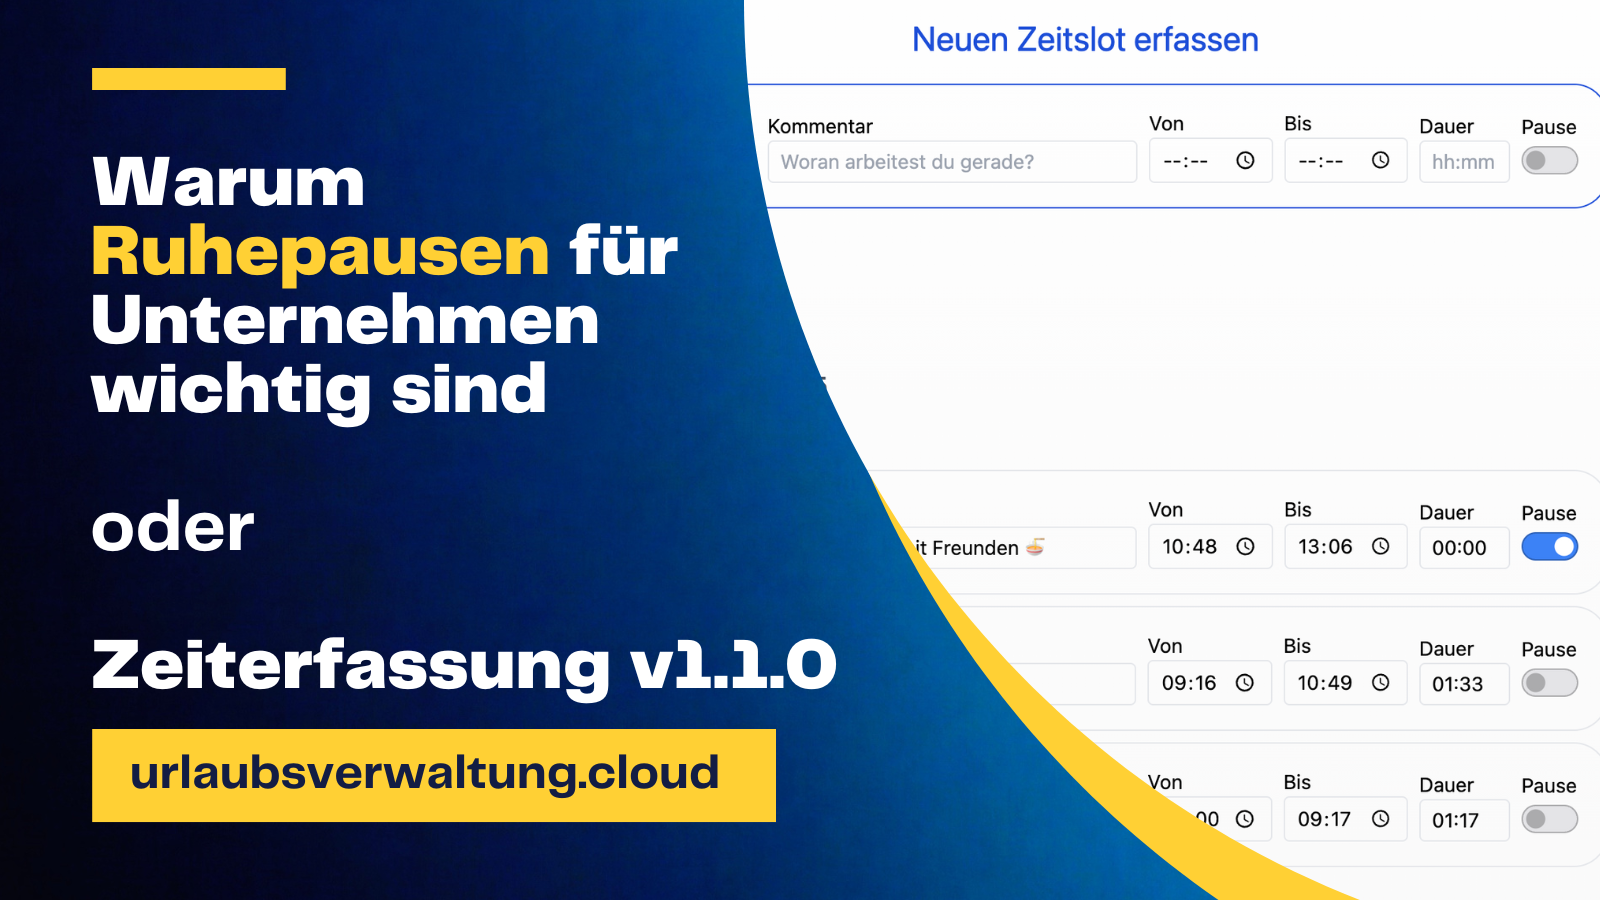 Warum
Ruhepausen für
Unternehmen
wichtig sind
oder
Zeiterfassung v1.1.0
urlaubsverwaltung.cloud
Neuen Zeitslot erfassen
Kommentar Von Bis Dauer Pause
Woran arbeitest du gerade? --:-- --:-- hh:mm
Von Bis Dauer Pause
it Freunden 🍜 10:48 13:06 00:00
Von Bis Dauer Pause
09:16 10:49 01:33
Von Bis Dauer Pause
:00 09:17 01:17